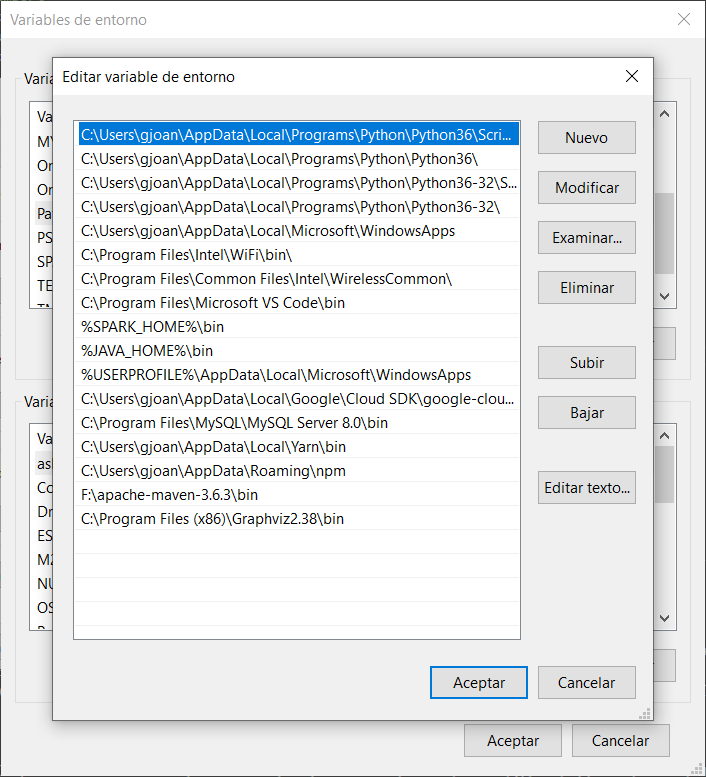 Variables de entorno
Editar variable de entorno
C:\Users\gjoan\AppData\Local\Programs\Python\Python36\Scri...
C:\Users\gjoan\AppData\Local\Programs\Python\Python36\
C:\Users\gjoan\AppData\Local\Programs\Python\Python36-32\S...
C:\Users\gjoan\AppData\Local\Programs\Python\Python36-32\
C:\Users\gjoan\AppData\Local\Microsoft\WindowsApps
C:\Program Files\Intel\WiFi\bin\
C:\Program Files\Common Files\Intel\WirelessCommon\
C:\Program Files\Microsoft VS Code\bin
%SPARK_HOME%\bin
%JAVA_HOME%\bin
%USERPROFILE%\AppData\Local\Microsoft\WindowsApps
C:\Users\gjoan\AppData\Local\Google\Cloud SDK\google-clou...
C:\Program Files\MySQL\MySQL Server 8.0\bin
C:\Users\gjoan\AppData\Local\Yarn\bin
C:\Users\gjoan\AppData\Roaming\npm
F:\apache-maven-3.6.3\bin
C:\Program Files (x86)\Graphviz2.38\bin
Nuevo
Modificar
Examinar...
Eliminar
Subir
Bajar
Editar texto...
Aceptar
Cancelar
Varia
Va
MY
On
On
Pa
PS
SP
TE
Varia
Va
as
Co
Dr
ES
M2
NU
OS
Aceptar
Cancelar